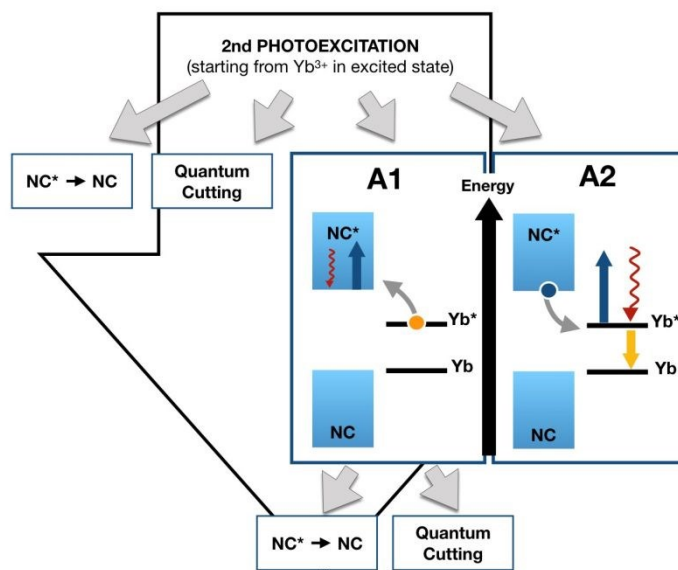 2nd PHOTOEXCITATION
(starting from Yb³⁺ in excited state)
NC* → NC
Quantum
Cutting
A1
Energy
A2
NC*
NC*
Yb*
Yb*
Yb
Yb
NC
NC
NC* → NC
Quantum
Cutting